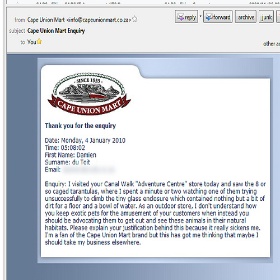 from Cape Union Mart <info@capeunionmart.co.za>
reply forward archive junk
subject Cape Union Mart Enquiry
to You
other a
SINCE 1933
CAPE UNION MART
Thank you for the enquiry
Date: Monday, 4 January 2010
Time: 05:08:02
First Name: Damien
Surname: du Toit
Email:
Enquiry: I visited your Canal Walk "Adventure Centre" store today and saw the 8 or
so caged tarantulas, where I spent a minute or two watching one of them trying
unsuccessfully to climb the tiny glass enclosure which contained nothing but a bit of
dirt for a floor and a bowl of water. As an outdoor store, I don't understand how
you keep exotic pets for the amusement of your customers when instead you
should be advocating them to get out and see these animals in their natural
habitats. Please explain your justification behind this because it really sickens me.
I'm a fan of the Cape Union Mart brand but this has got me thinking that maybe I
should take my business elsewhere.